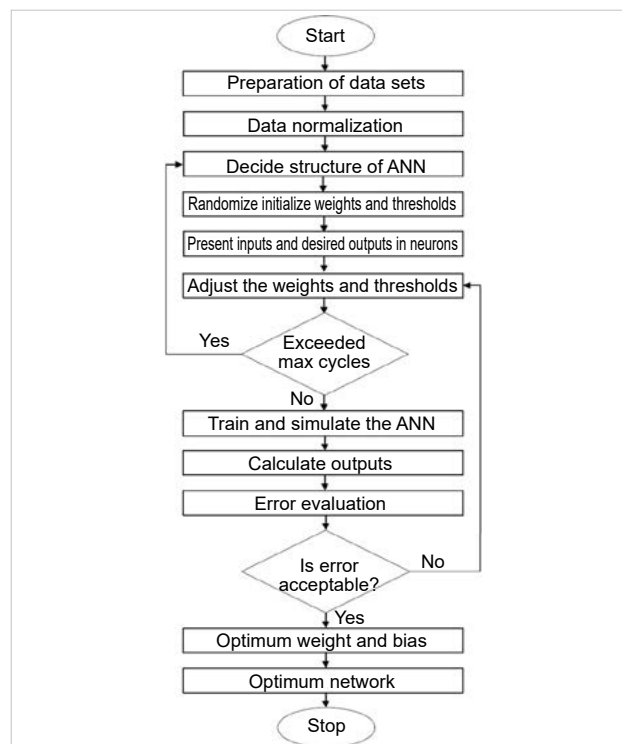 Start
Preparation of data sets
Data normalization
Decide structure of ANN
Randomize initialize weights and thresholds
Present inputs and desired outputs in neurons
Adjust the weights and thresholds
Yes
Exceeded
max cycles
No
Train and simulate the ANN
Calculate outputs
Error evaluation
Is error
acceptable?
No
Yes
Optimum weight and bias
Optimum network
Stop